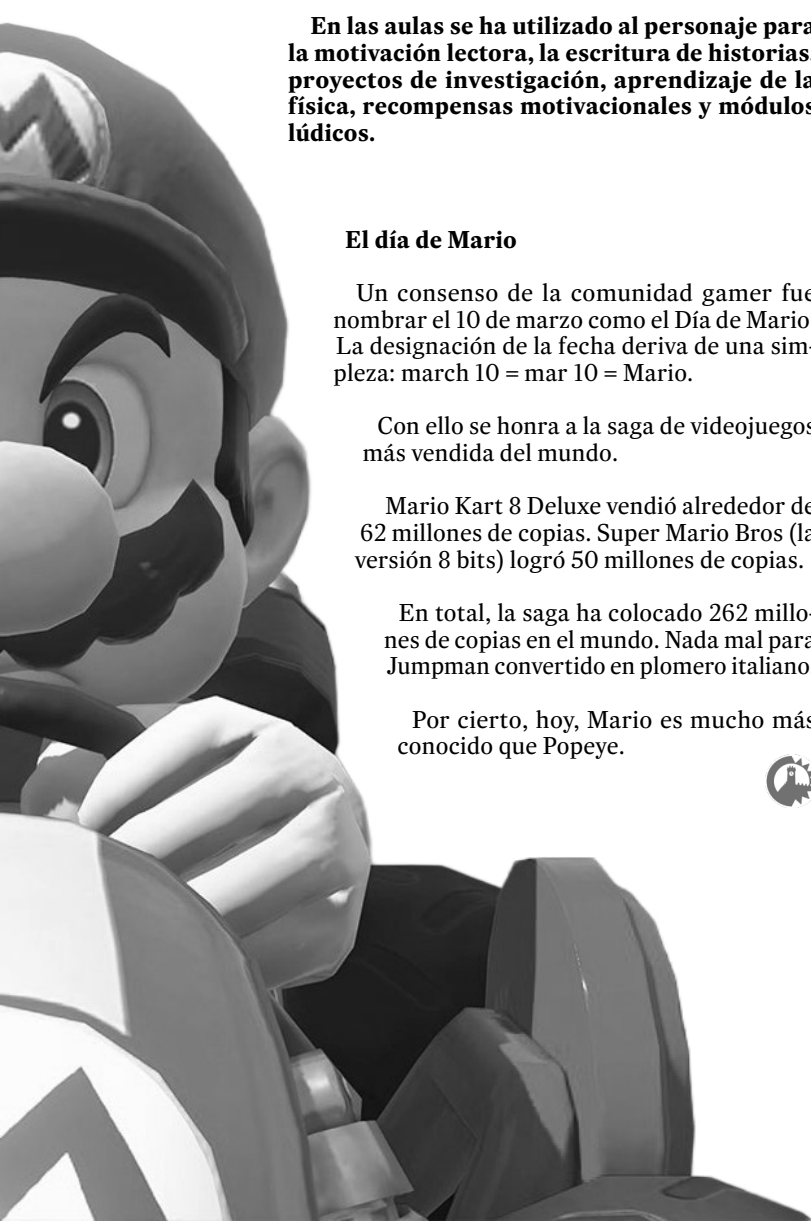 En las aulas se ha utilizado al personaje para
la motivación lectora, la escritura de historias,
proyectos de investigación, aprendizaje de la
física, recompensas motivacionales y módulos
lúdicos.
El día de Mario
Un consenso de la comunidad gamer fue
nombrar el 10 de marzo como el Día de Mario
La designación de la fecha deriva de una sim-
pleza: march 10 = mar 10 = Mario.
Con ello se honra a la saga de videojuegos
más vendida del mundo.
Mario Kart 8 Deluxe vendió alrededor de
62 millones de copias. Super Mario Bros (la
versión 8 bits) logró 50 millones de copias.
En total, la saga ha colocado 262 millo-
nes de copias en el mundo. Nada mal para
Jumpman convertido en plomero italiano
Por cierto, hoy, Mario es mucho más
conocido que Popeye.
M